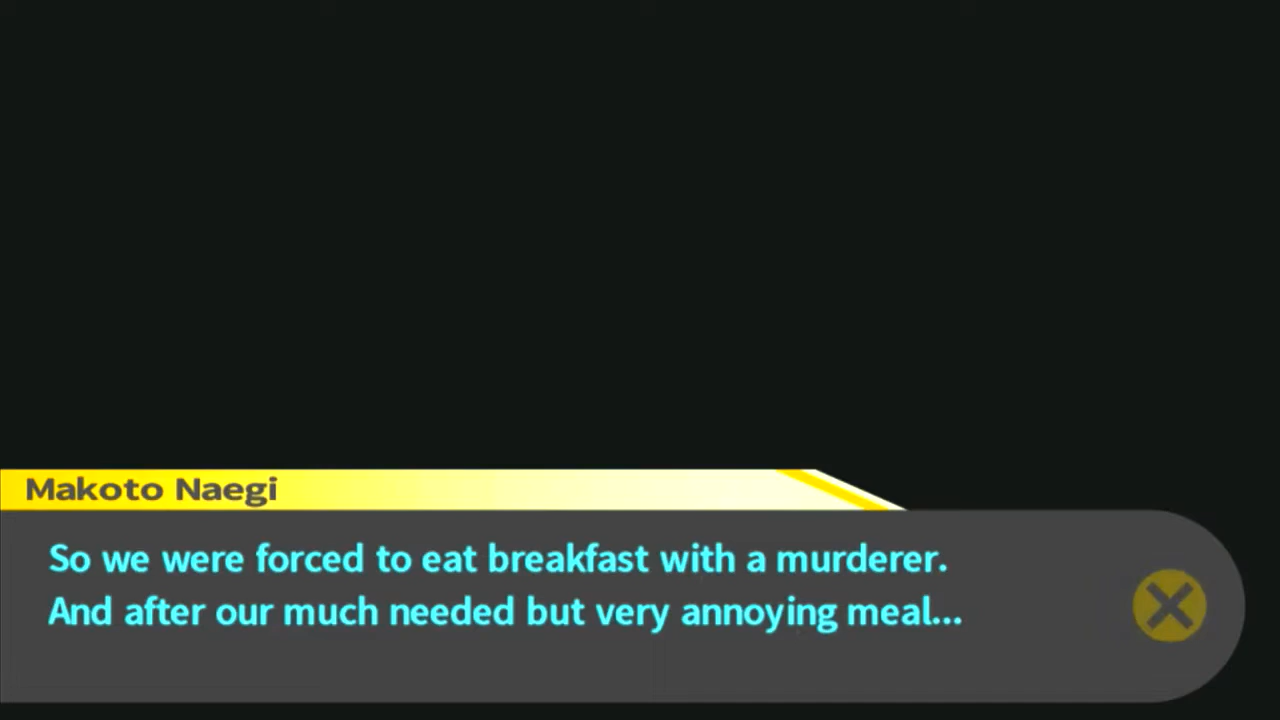 Makoto Naegi
So we were forced to eat breakfast with a murderer.
And after our much needed but very annoying meal...